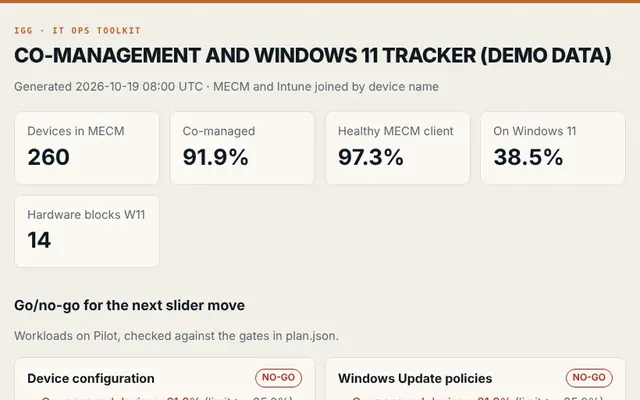 IGG · IT OPS TOOLKIT
CO-MANAGEMENT AND WINDOWS 11 TRACKER (DEMO DATA)
Generated 2026-10-19 08:00 UTC · MECM and Intune joined by device name
Devices in MECM
260
Co-managed
91.9%
Healthy MECM client
97.3%
On Windows 11
38.5%
Hardware blocks W11
14
Go/no-go for the next slider move
Workloads on Pilot, checked against the gates in plan.json.
Device configuration
NO-GO
Windows Update policies
NO-GO